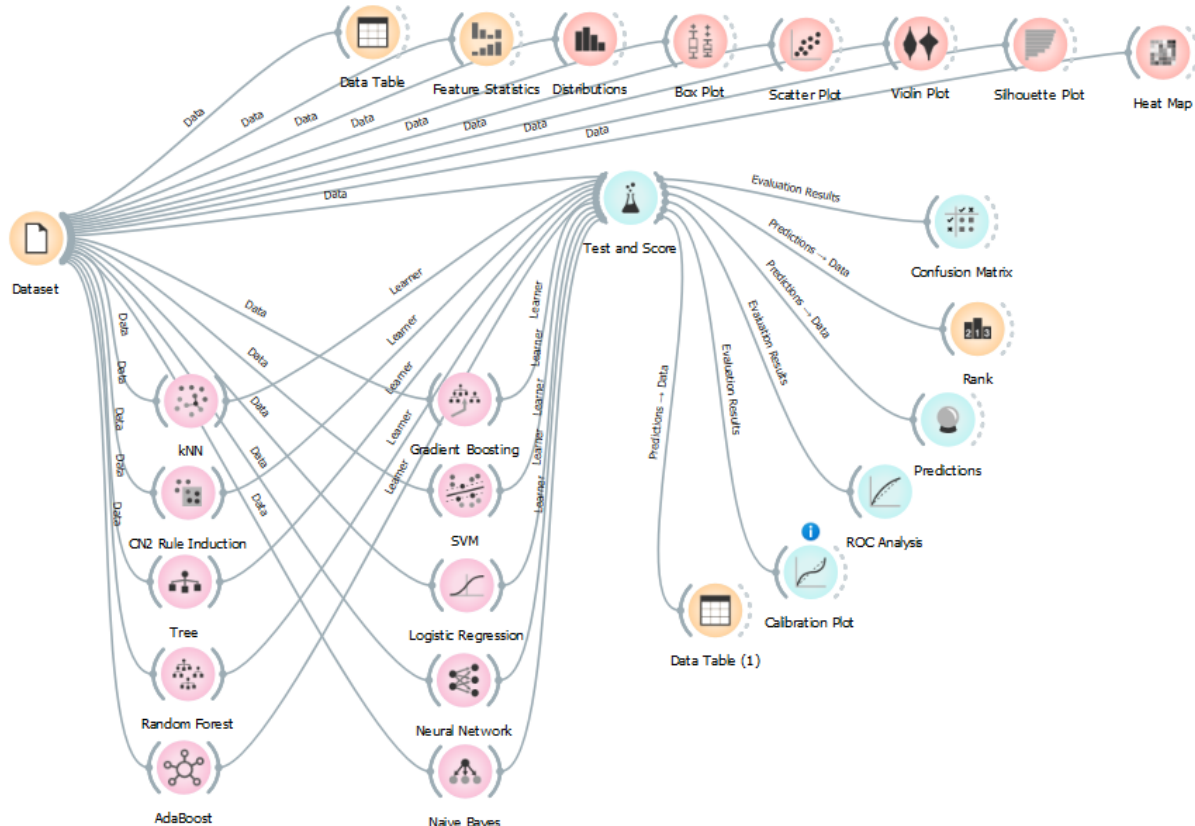 Data Table
Feature Statistics
Distributions
Box Plot
Scatter Plot
Violin Plot
Silhouette Plot
Heat Map
Data
Data
Data
Data
Data
Data
Data
Data
Data
Test and Score
Dataset
Evaluation Results
Confusion Matrix
Predictions → Data
Rank
Predictions → Data
Predictions
Evaluation Results
ROC Analysis
Evaluation Results
Calibration Plot
Predictions → Data
Data Table (1)
Data
Data
Data
Data
Data
Data
Data
Data
Data
Data
Learner
Learner
Learner
Learner
Learner
Learner
Learner
Learner
Learner
Learner
kNN
Gradient Boosting
CN2 Rule Induction
SVM
Tree
Logistic Regression
Random Forest
Neural Network
AdaBoost
Naive Bayes
2 1 3
i